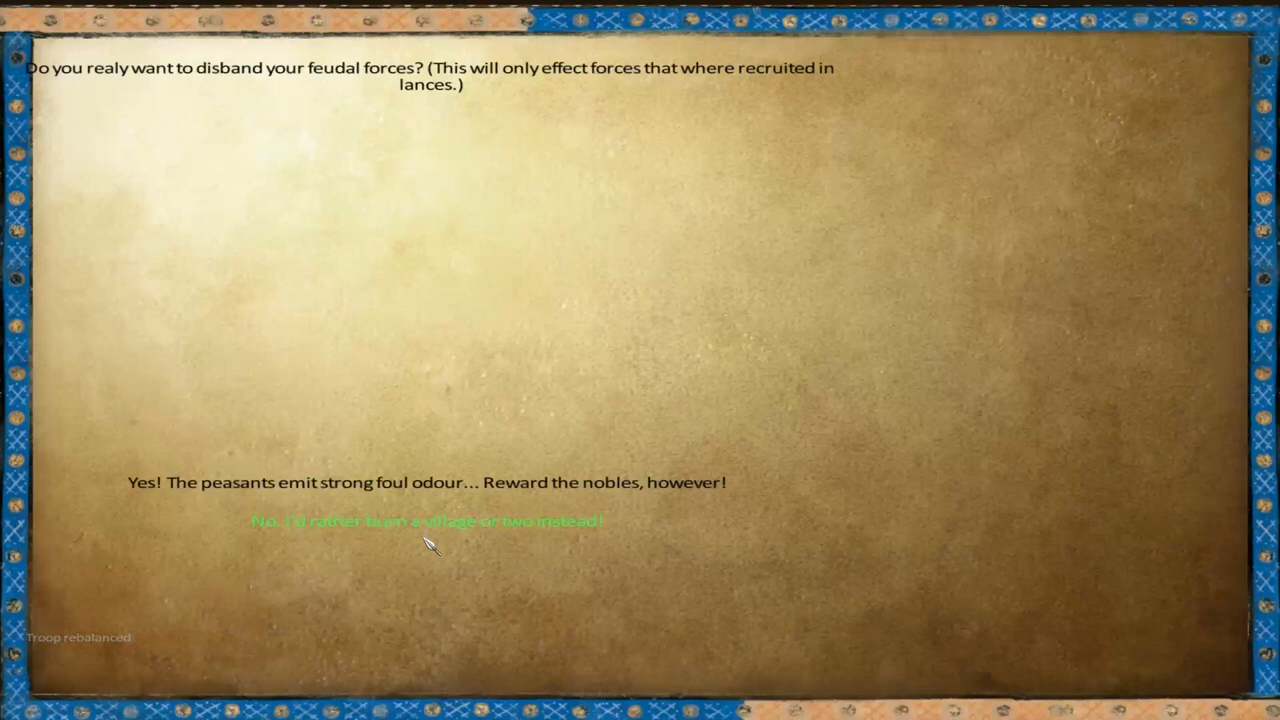 Do you realy want to disband your feudal forces? (This will only effect forces that where recruited in
lances.)
Yes! The peasants emit strong foul odour... Reward the nobles, however!
No. I'd rather burn a village or two instead!
Troop rebalanced